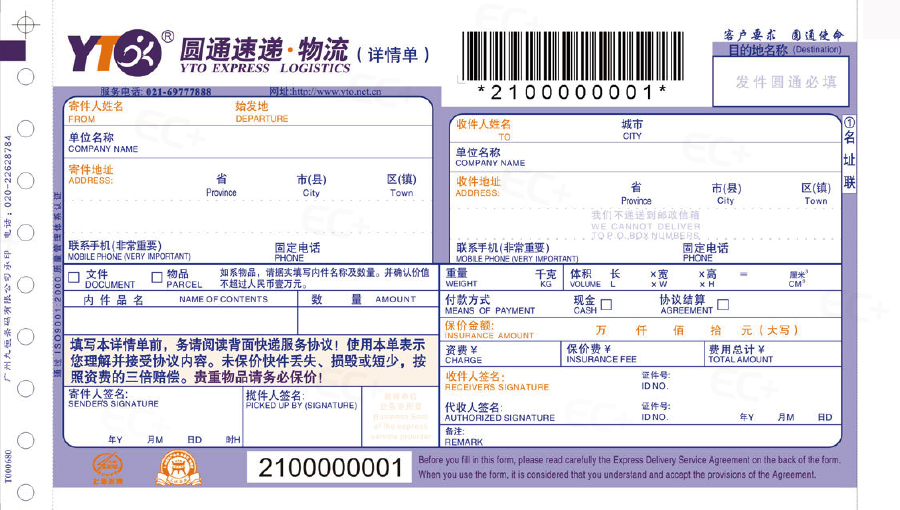 YTO® 圆通速递·物流 (详情单)
YTO EXPRESS LOGISTICS
服务电话: 021-69777888 网址:http://www.yto.net.cn
*2100000001*
客户要求 圆通使命
目的地名称 (Destination)
发件圆通必填
寄件人姓名 始发地
FROM DEPARTURE
单位名称
COMPANY NAME
寄件地址
ADDRESS:
省 市(县) 区(镇)
Province City Town
联系手机(非常重要) 固定电话
MOBILE PHONE (VERY IMPORTANT) PHONE
收件人姓名 城市
TO CITY
单位名称
COMPANY NAME
收件地址
ADDRESS:
省 市(县) 区(镇)
Province City Town
我们不递送到邮政信箱
WE CANNOT DELIVER
TO P.O.BOX NUMBERS
联系手机(非常重要) 固定电话
MOBILE PHONE (VERY IMPORTANT) PHONE
①名址联
文件 物品 如系物品，请据实填写内件名称及数量。并确认价值
DOCUMENT PARCEL 不超过人民币壹万元。
内件品名 NAME OF CONTENTS 数 量 AMOUNT
填写本详情单前，务请阅读背面快递服务协议！使用本单表示
您理解并接受协议内容。未保价快件丢失、损毁或短少，按
照资费的三倍赔偿。贵重物品请务必保价！
寄件人签名: 揽件人签名:
SENDER'S SIGNATURE PICKED UP BY (SIGNATURE)
年Y 月M 日D 时H
重量 千克 体积 长 ×宽 ×高 = 厘米³
WEIGHT KG VOLUME L ×W ×H CM³
付款方式 现金 协议结算
MEANS OF PAYMENT CASH AGREEMENT
保价金额: 万 仟 佰 拾 元(大写)
INSURANCE AMOUNT
资费¥ 保价费¥ 费用总计¥
CHARGE INSURANCE FEE TOTAL AMOUNT
收件人签名: 证件号:
RECEIVER'S SIGNATURE ID NO.
代收人签名: 证件号:
AUTHORIZED SIGNATURE ID NO. 年Y 月M 日D
备注:
REMARK
2100000001
Before you fill in this form, please read carefully the Express Delivery Service Agreement on the back of the form.
When you use the form, it is considered that you understand and accept the provisions of the Agreement.
通过ISO9001:2000质量管理体系认证
广州九恒条码有限公司承印 电话: 020-22628784
YT000680
EC+